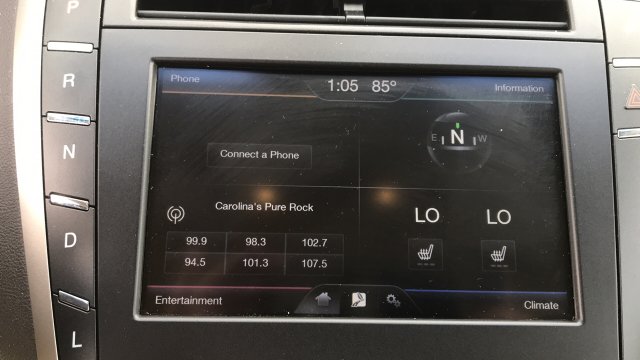 P
R
N
D
L
Phone
1:05 85°
Information
Connect a Phone
E N W
Carolina's Pure Rock
LO LO
99.9 98.3 102.7
94.5 101.3 107.5
Entertainment
Climate